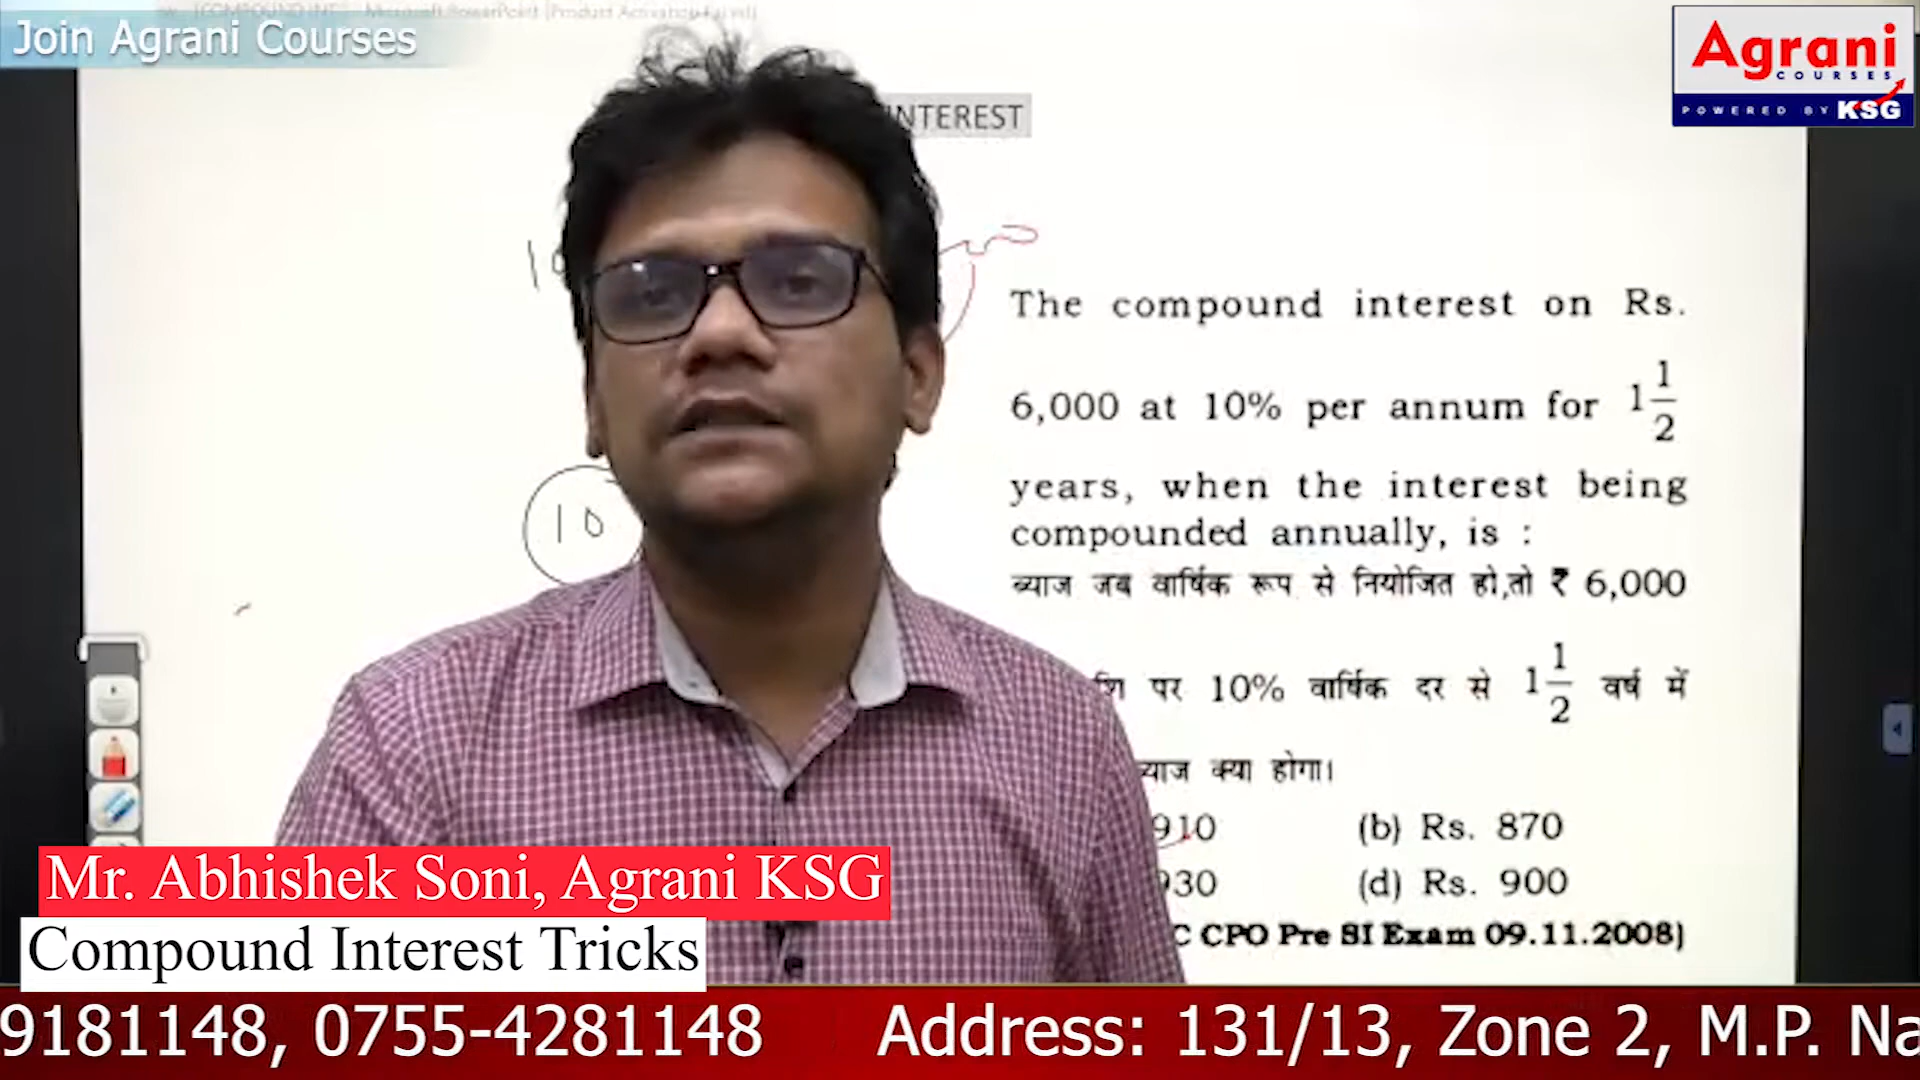 Join Agrani Courses
Agrani
COURSES
POWERED BY KSG
INTEREST
The compound interest on Rs.
6,000 at 10% per annum for 1 1/2
years, when the interest being
compounded annually, is :
ब्याज जब वार्षिक रूप से नियोजित हो,तो ₹ 6,000
पर 10% वार्षिक दर से 1 1/2 वर्ष में
क्या होगा।
910 (b) Rs. 870
930 (d) Rs. 900
CPO Pre SI Exam 09.11.2008)
10
Mr. Abhishek Soni, Agrani KSG
Compound Interest Tricks
9181148, 0755-4281148 Address: 131/13, Zone 2, M.P. Na